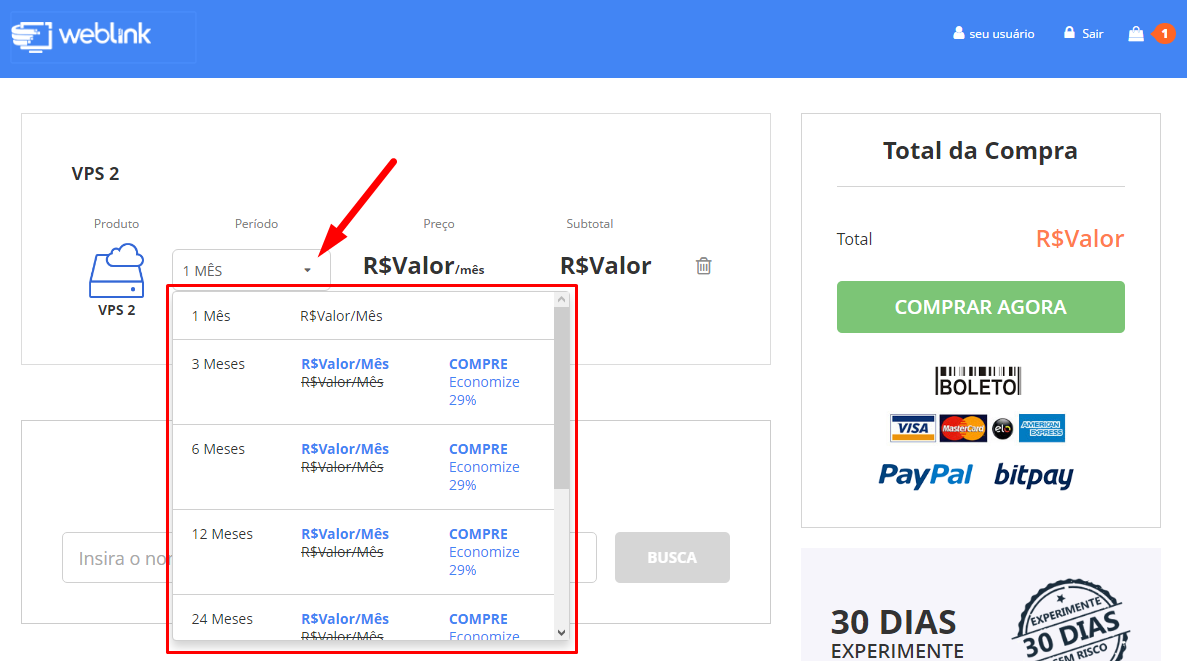 weblink
seu usuário
Sair
1
VPS 2
Produto
Período
Preço
Subtotal
VPS 2
1 MÊS
R$Valor/mês
R$Valor
1 Mês
R$Valor/Mês
3 Meses
R$Valor/Mês
R$Valor/Mês
COMPRE
Economize
29%
6 Meses
R$Valor/Mês
R$Valor/Mês
COMPRE
Economize
29%
12 Meses
R$Valor/Mês
R$Valor/Mês
COMPRE
Economize
29%
24 Meses
R$Valor/Mês
R$Valor/Mês
COMPRE
Economize
Insira o nor
BUSCA
Total da Compra
Total
R$Valor
COMPRAR AGORA
BOLETO
VISA
MasterCard
elo
AMERICAN
EXPRESS
PayPal
bitpay
30 DIAS
EXPERIMENTE
EXPERIMENTE
30 DIAS
SEM RISCO